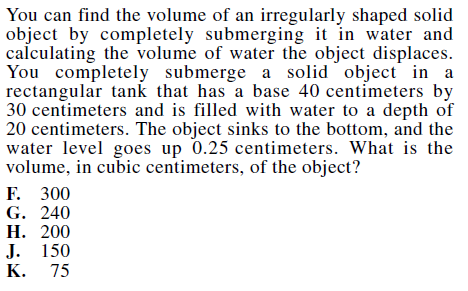 You can find the volume of an irregularly shaped solid
object by completely submerging it in water and
calculating the volume of water the object displaces.
You completely submerge a solid object in a
rectangular tank that has a base 40 centimeters by
30 centimeters and is filled with water to a depth of
20 centimeters. The object sinks to the bottom, and the
water level goes up 0.25 centimeters. What is the
volume, in cubic centimeters, of the object?
F. 300
G. 240
H. 200
J. 150
K. 75